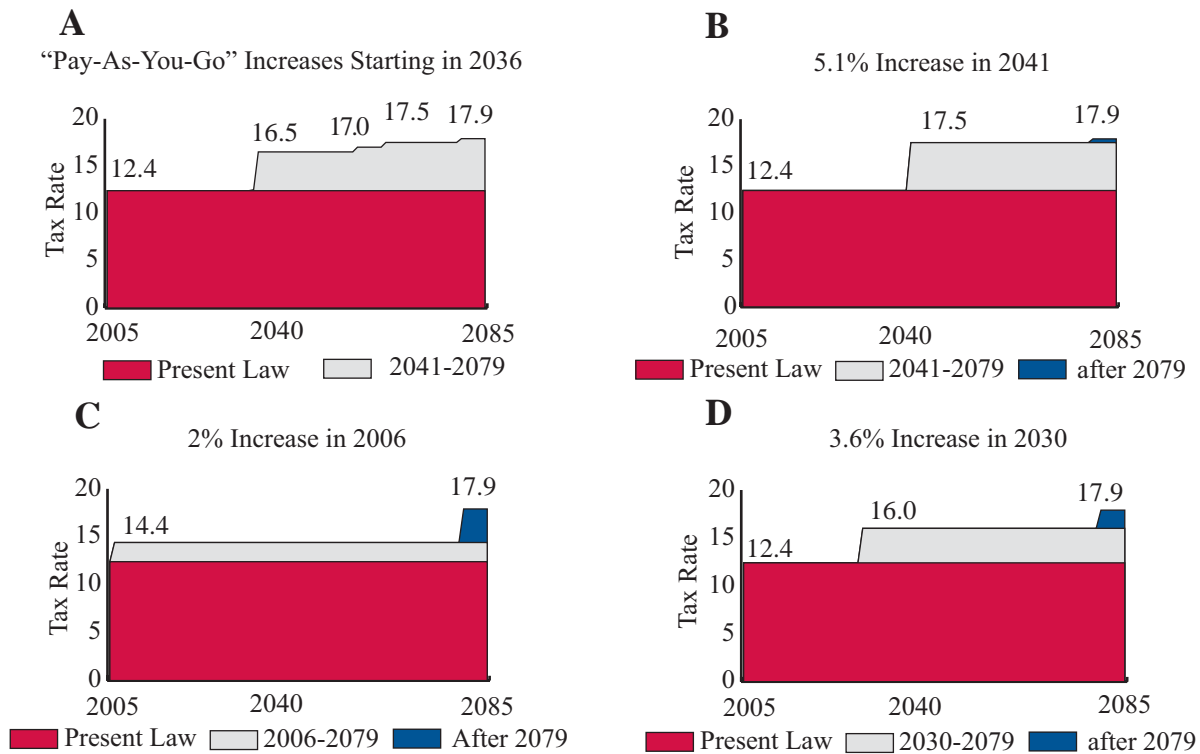 A
“Pay-As-You-Go” Increases Starting in 2036
Tax Rate
20
15
10
5
0
12.4
16.5
17.0
17.5
17.9
2005
2040
2085
Present Law
2041-2079
B
5.1% Increase in 2041
Tax Rate
20
15
10
5
0
12.4
17.5
17.9
2005
2040
2085
Present Law
2041-2079
after 2079
C
2% Increase in 2006
Tax Rate
20
15
10
5
0
14.4
17.9
2005
2040
2085
Present Law
2006-2079
After 2079
D
3.6% Increase in 2030
Tax Rate
20
15
10
5
0
12.4
16.0
17.9
2005
2040
2085
Present Law
2030-2079
after 2079